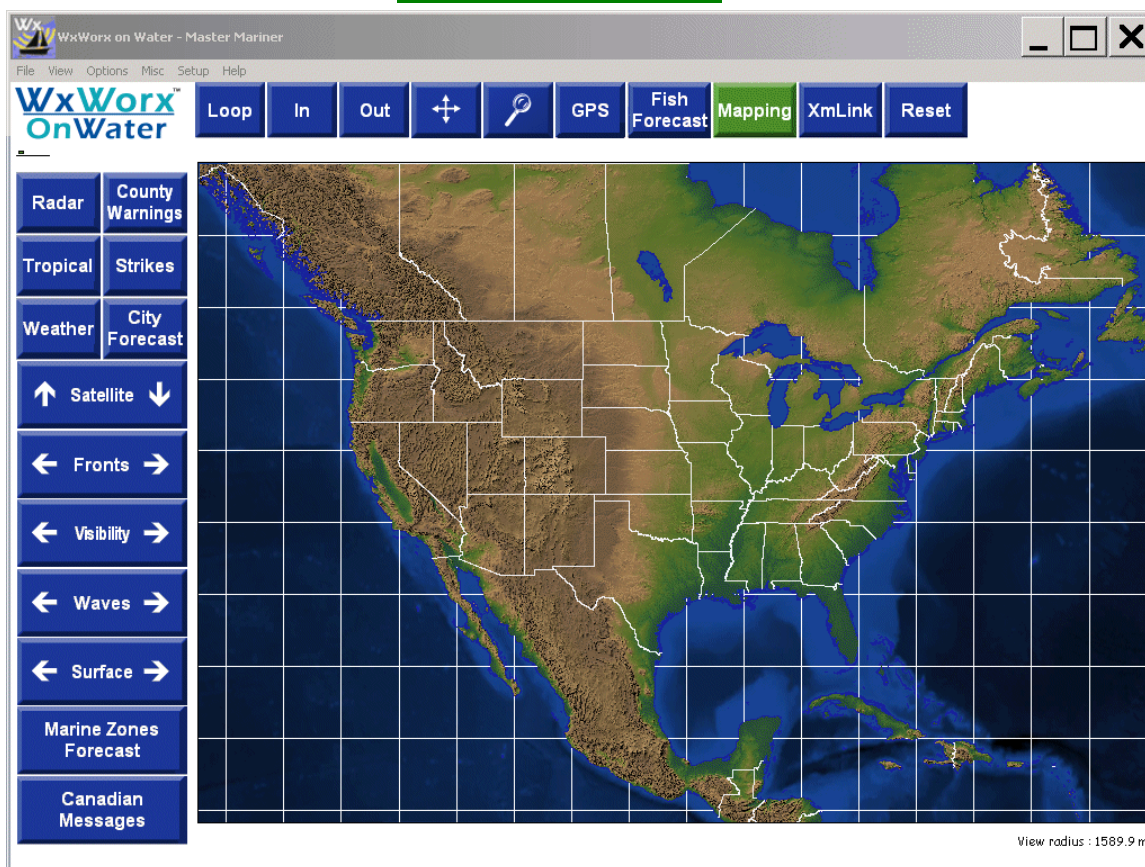 Wx
WxWorx on Water - Master Mariner
File View Options Misc Setup Help
WxWorx™
OnWater
Loop
In
Out
GPS
Fish
Forecast
Mapping
XmLink
Reset
Radar
County
Warnings
Tropical
Strikes
Weather
City
Forecast
Satellite
Fronts
Visibility
Waves
Surface
Marine Zones
Forecast
Canadian
Messages
View radius : 1589.9 m